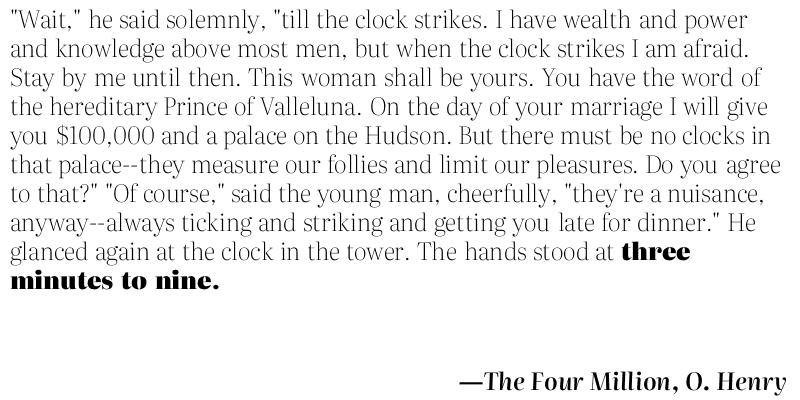 "Wait," he said solemnly, "till the clock strikes. I have wealth and power
and knowledge above most men, but when the clock strikes I am afraid.
Stay by me until then. This woman shall be yours. You have the word of
the hereditary Prince of Valleluna. On the day of your marriage I will give
you $100,000 and a palace on the Hudson. But there must be no clocks in
that palace--they measure our follies and limit our pleasures. Do you agree
to that?" "Of course," said the young man, cheerfully, "they're a nuisance,
anyway--always ticking and striking and getting you late for dinner." He
glanced again at the clock in the tower. The hands stood at three
minutes to nine.
—The Four Million, O. Henry